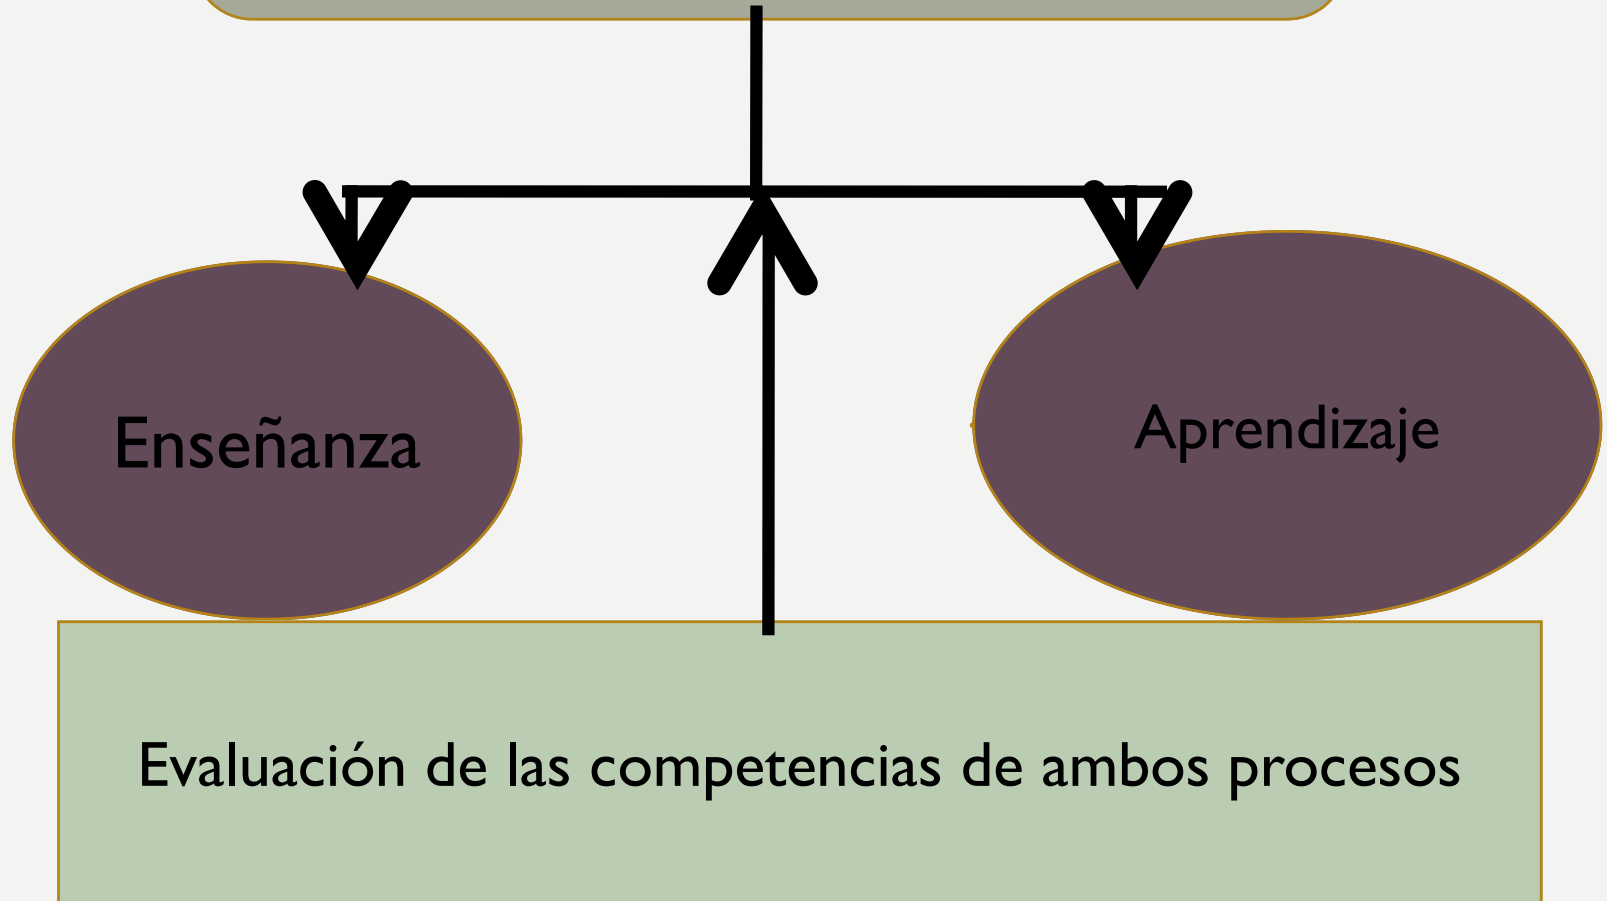 Enseñanza
Aprendizaje
Evaluación de las competencias de ambos procesos